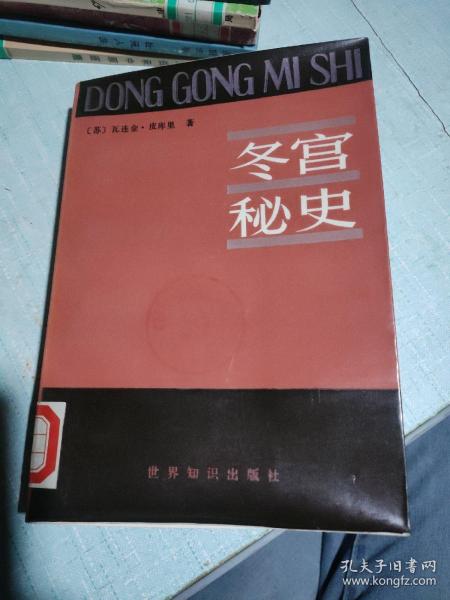 DONG GONG MI SHI
〔苏〕瓦连金·皮库里 著
冬宫
秘史
世界知识出版社
孔夫子旧书网
www.kongfz.com